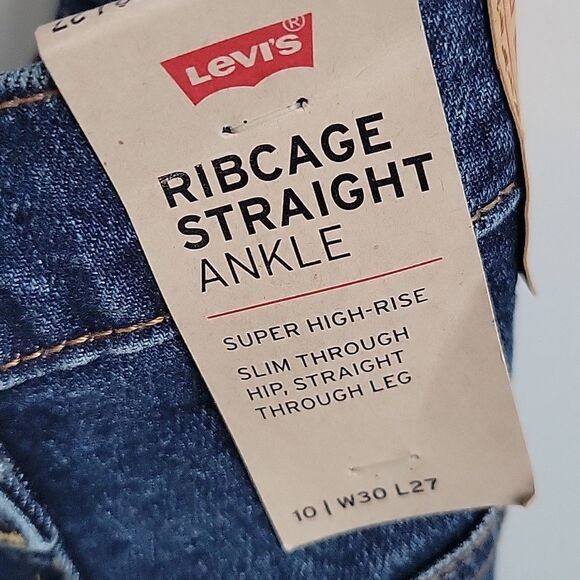 Levi's®
RIBCAGE
STRAIGHT
ANKLE
SUPER HIGH-RISE
SLIM THROUGH
HIP, STRAIGHT
THROUGH LEG
10 | W30 L27